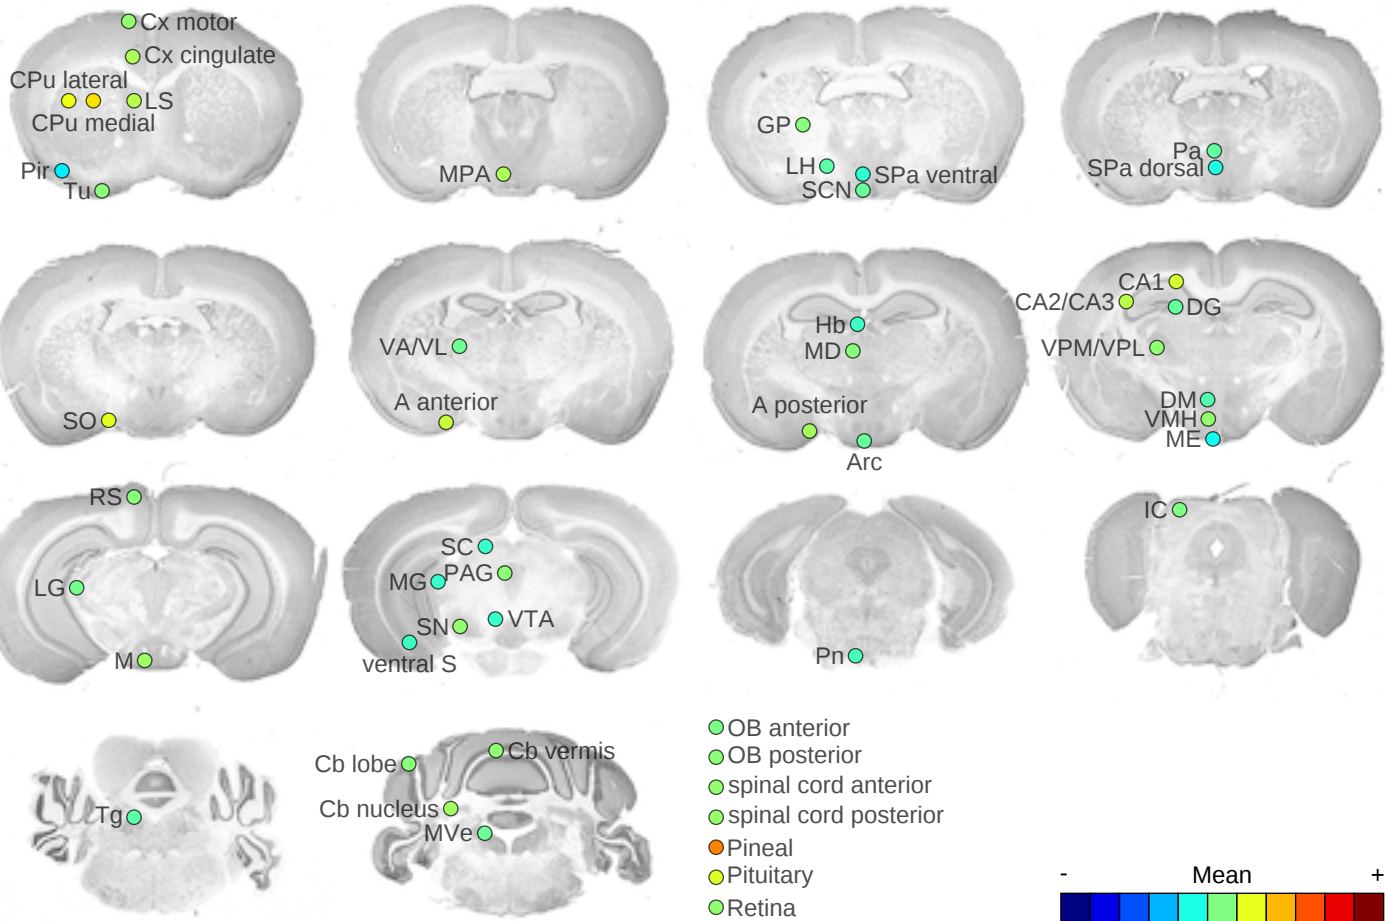 Cx motor
Cx cingulate
CPu lateral
LS
CPu medial
Pir
Tu
MPA
GP
LH
SPa ventral
SCN
Pa
SPa dorsal
SO
VA/VL
A anterior
Hb
MD
A posterior
Arc
CA1
CA2/CA3
DG
VPM/VPL
DM
VMH
ME
RS
LG
M
SC
MG
PAG
SN
VTA
ventral S
Pn
IC
Tg
Cb lobe
Cb vermis
Cb nucleus
MVe
OB anterior
OB posterior
spinal cord anterior
spinal cord posterior
Pineal
Pituitary
Retina
- Mean +